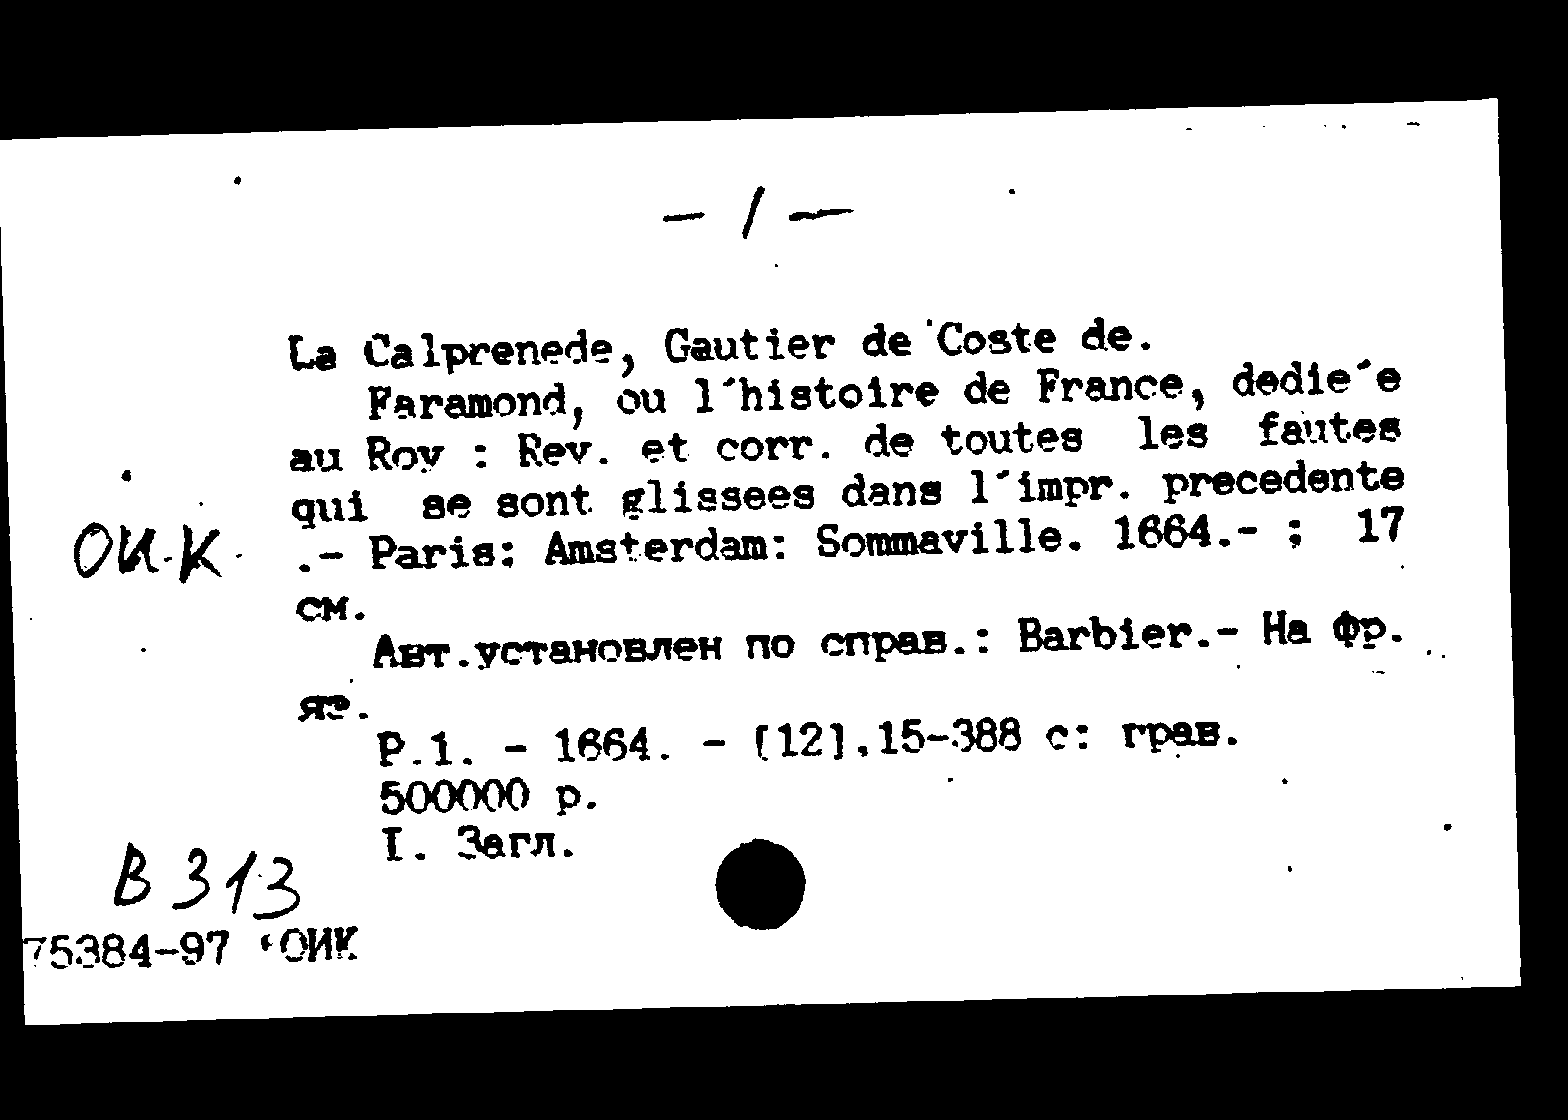 — 1 —
La Calprenede, Gautier de Coste de.
Faramond, ou l´histoire de France, dedie´e
au Roy : Rev. et corr. de toutes les fautes
qui se sont glissees dans l´impr. precedente
ОИК
.- Paris: Amsterdam: Sommaville. 1664.- ; 17
см.
Авт.установлен по справ.: Barbier.- На фр.
яз.
P.1. - 1664. - [12],15-388 с: грав.
500000 р.
I. Загл.
В 313
75384-97 ОИК